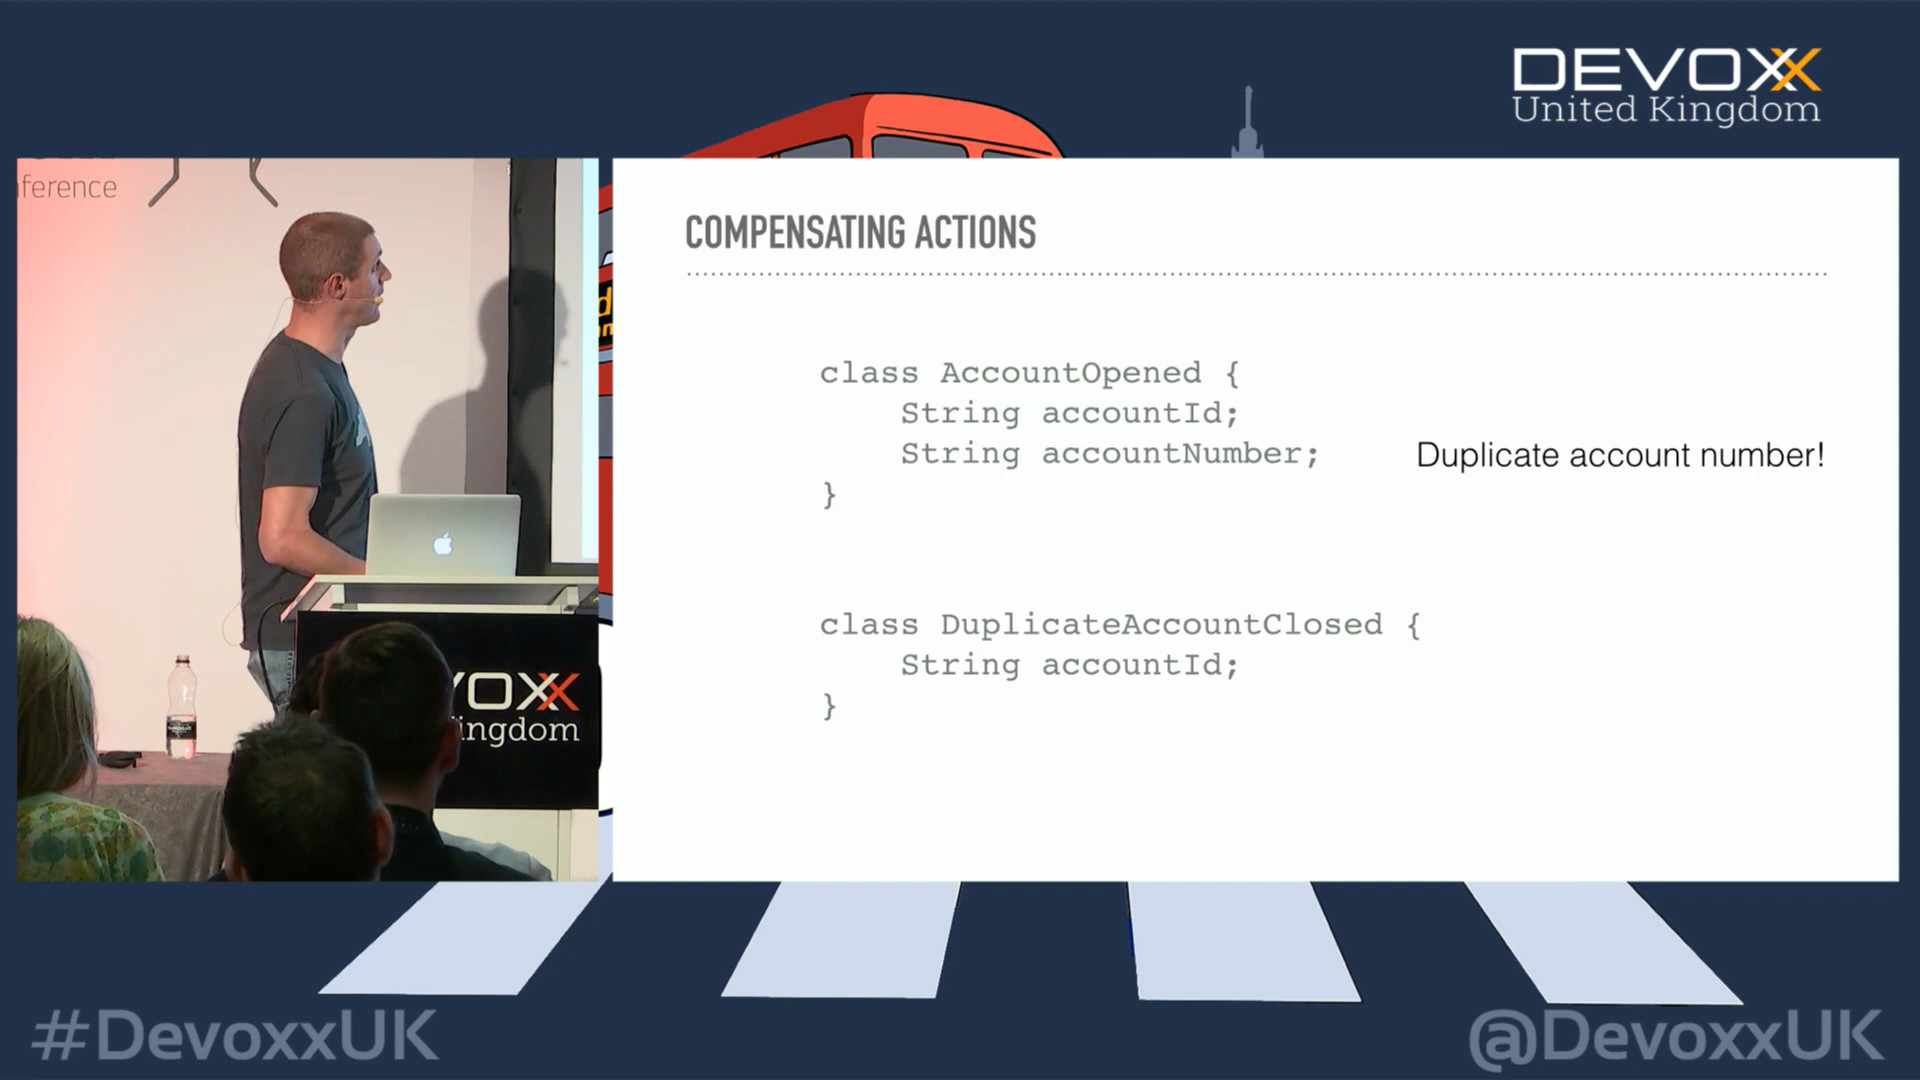 DEVOXX
United Kingdom
ference
COMPENSATING ACTIONS
class AccountOpened {
String accountId;
String accountNumber;
}
Duplicate account number!
class DuplicateAccountClosed {
String accountId;
}
VOXX
ingdom
#DevoxxUK
@DevoxxUK